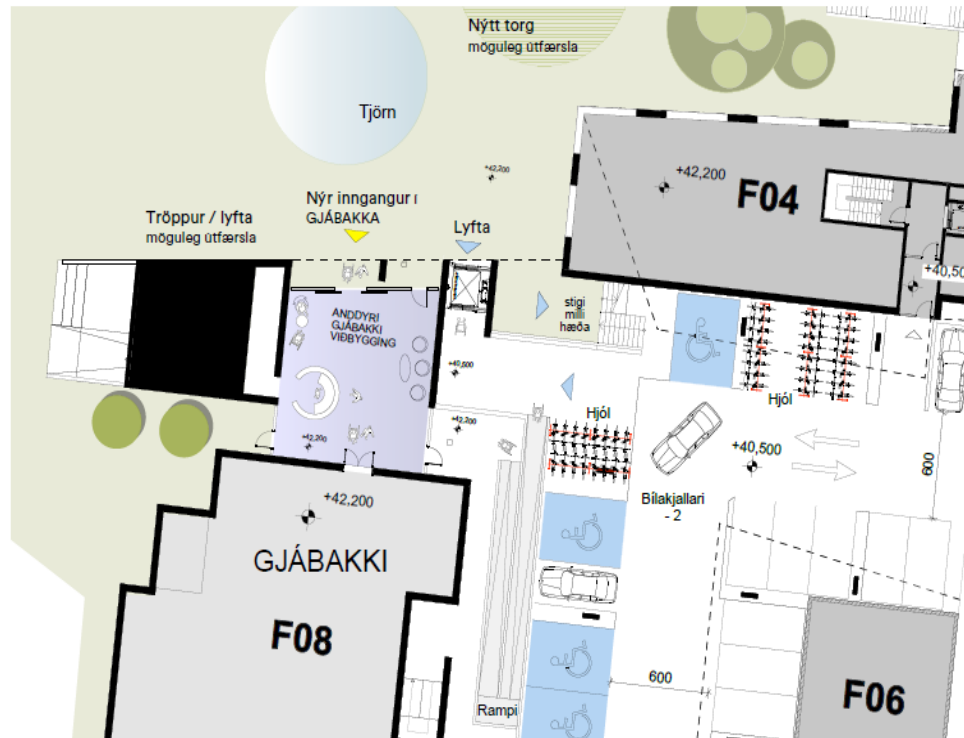 Nýtt torg
möguleg útfærsla
Tjörn
+42,200
+42,200
F04
Nýr inngangur í
GJÁBAKKA
Tröppur / lyfta
möguleg útfærsla
Lyfta
+40,50
stigi
milli
hæða
ANDDYRI
GJÁBAKKI
VIÐBYGGING
+40,500
Hjól
Hjól
+42,200
+42,200
+40,500
600
+42,200
Bílakjallari
- 2
GJÁBAKKI
F08
600
F06
Rampi